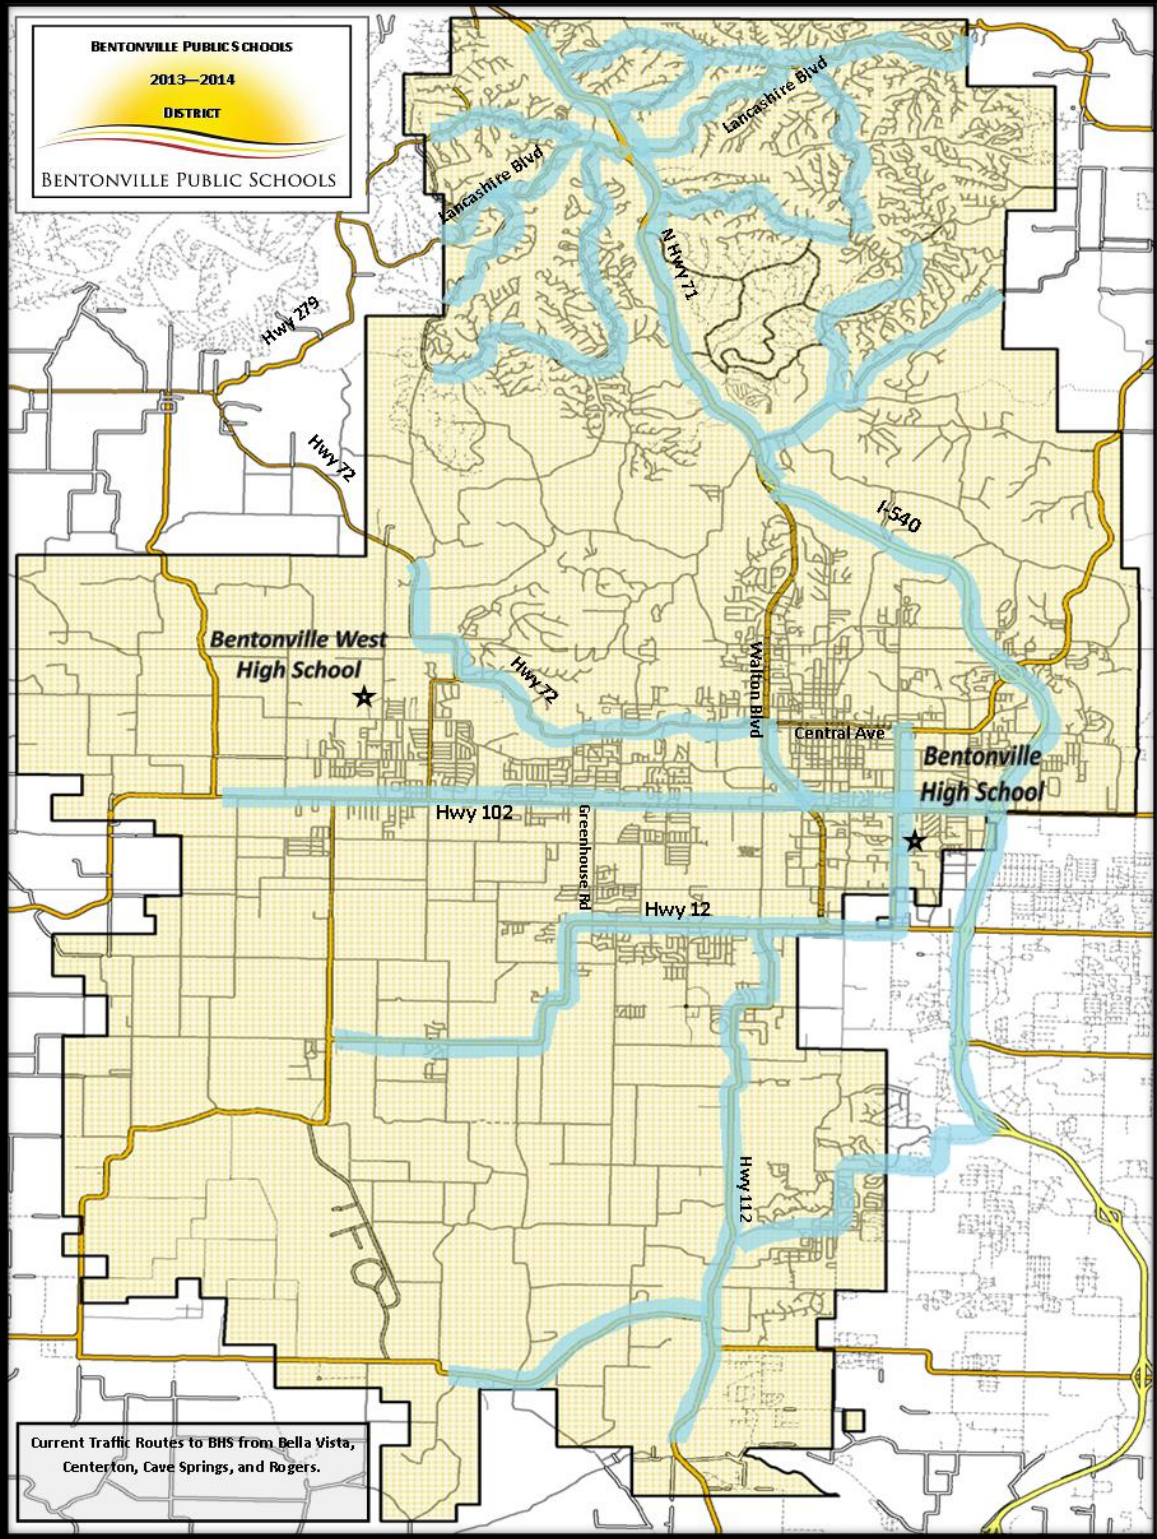 BENTONVILLE PUBLIC SCHOOLS
2013—2014
DISTRICT
BENTONVILLE PUBLIC SCHOOLS
Lancashire Blvd
Lancashire Blvd
N Hwy 71
Hwy 279
Hwy 72
I-540
Bentonville West
High School
Hwy 72
Walton Blvd
Central Ave
Bentonville
High School
Hwy 102
Greenhouse Rd
Hwy 12
Hwy 112
Current Traffic Routes to BHS from Bella Vista,
Centerton, Cave Springs, and Rogers.